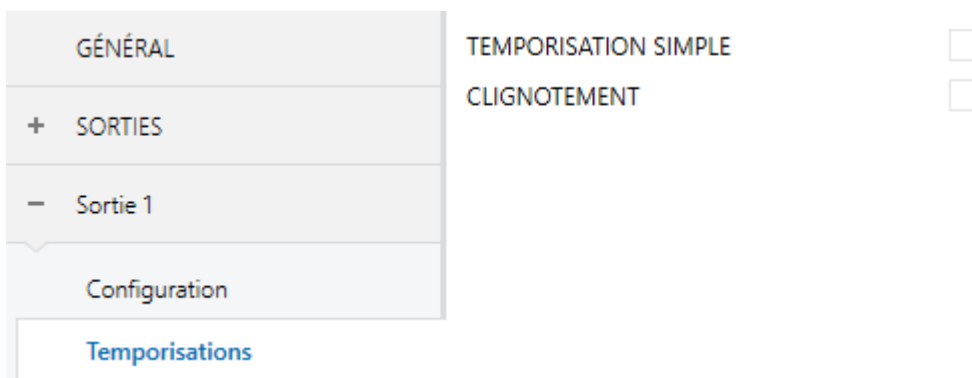 GÉNÉRAL
+ SORTIES
− Sortie 1
Configuration
Temporisations
TEMPORISATION SIMPLE
CLIGNOTEMENT